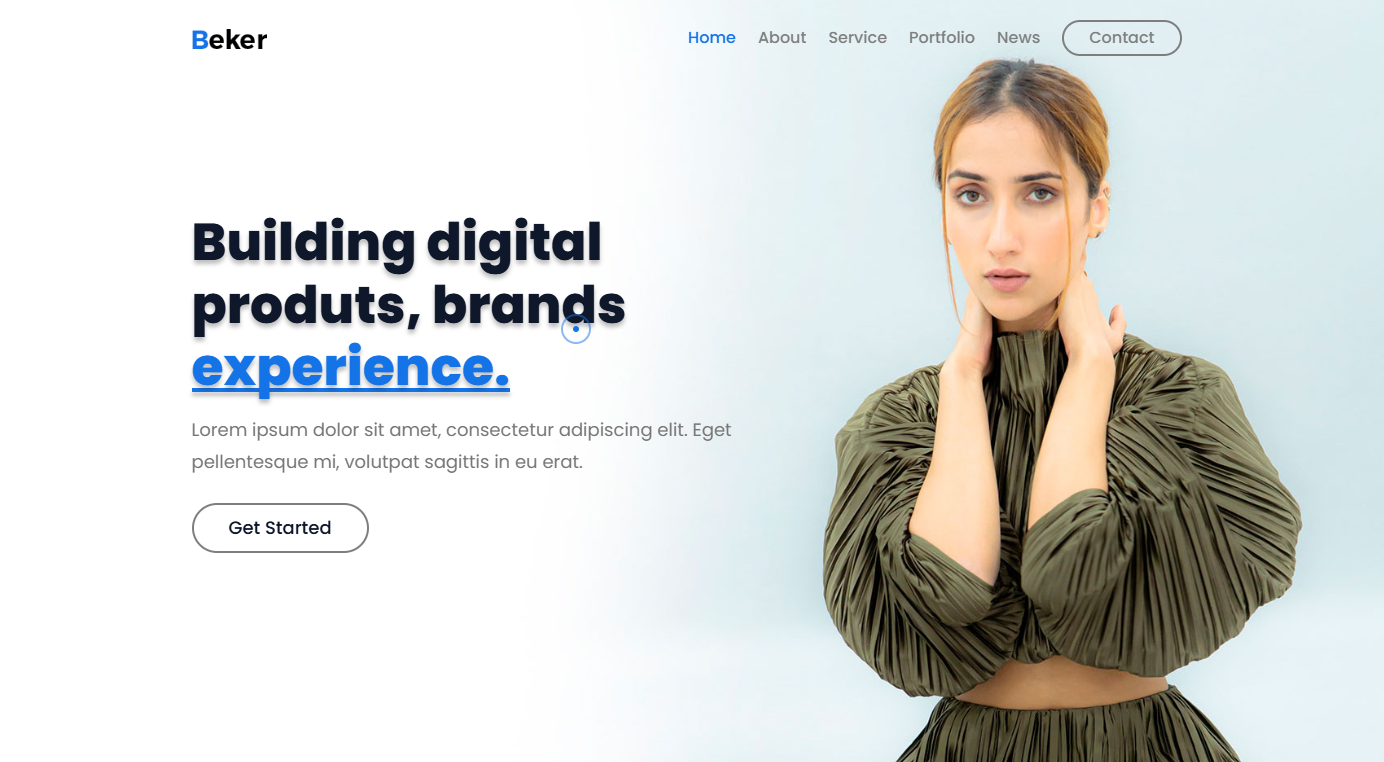 Beker
Home About Service Portfolio News Contact
Building digital
produts, brands
experience.
Lorem ipsum dolor sit amet, consectetur adipiscing elit. Eget
pellentesque mi, volutpat sagittis in eu erat.
Get Started